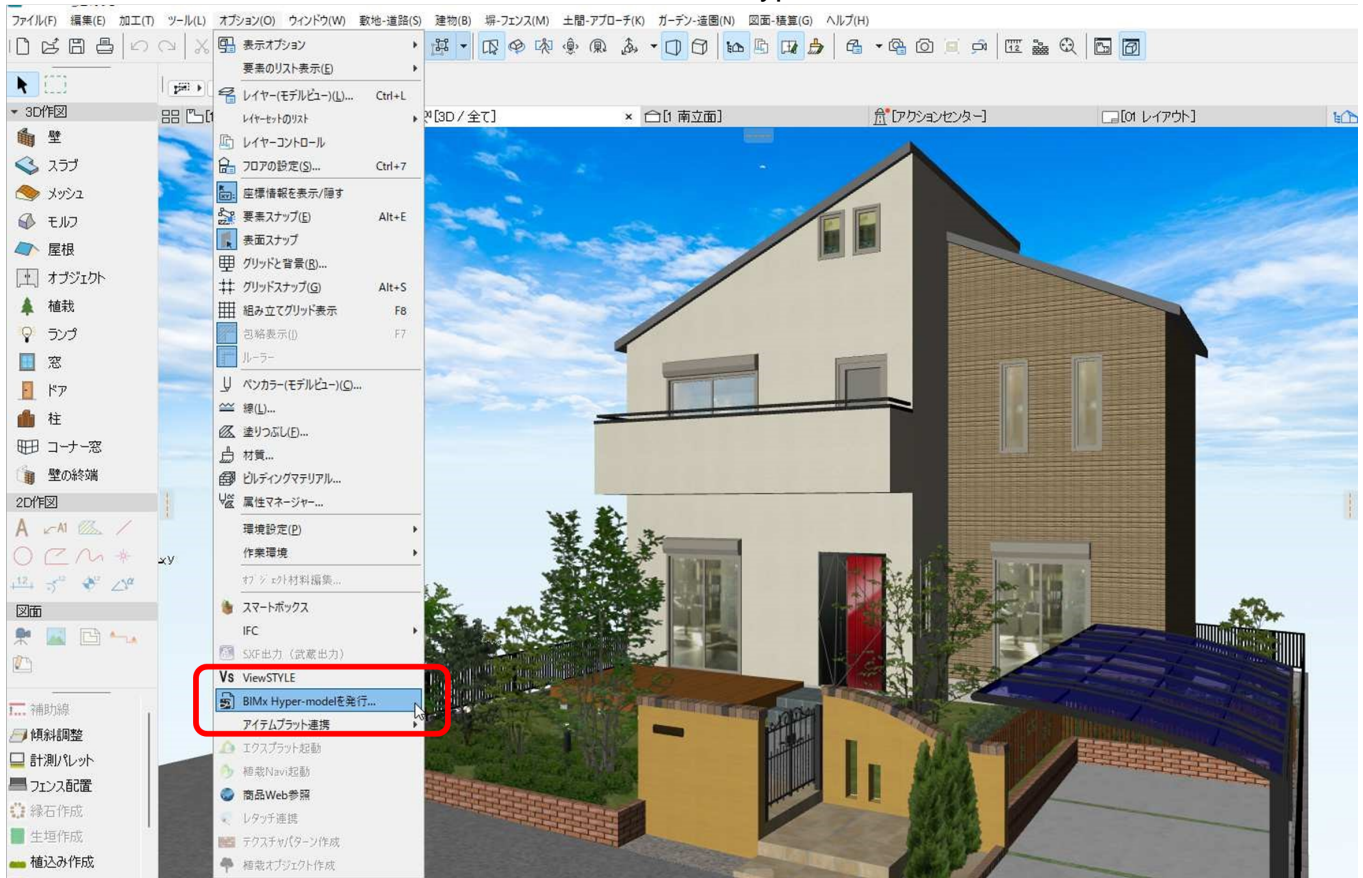 ファイル(F) 編集(E) 加工(T) ツール(L) オプション(O) ウインドウ(W) 敷地-道路(S) 建物(B) 塀-フェンス(M) 土間-アプローチ(K) ガーデン-造園(N) 図面-積算(G) ヘルプ(H)
[3D / 全て]
[1 南立面]
[アクションセンター]
[01 レイアウト]
3D作図
壁
スラブ
メッシュ
モルフ
屋根
オブジェクト
植栽
ランプ
窓
ドア
柱
コーナー窓
壁の終端
2D作図
図面
補助線
傾斜調整
計測パレット
フェンス配置
縁石作成
生垣作成
植込み作成
表示オプション
要素のリスト表示(E)
レイヤー(モデルビュー)(L)... Ctrl+L
レイヤーセットのリスト
レイヤーコントロール
フロアの設定(S)... Ctrl+7
座標情報を表示/隠す
要素スナップ(E) Alt+E
表面スナップ
グリッドと背景(R)...
グリッドスナップ(G) Alt+S
組み立てグリッド表示 F8
包絡表示(I) F7
ルーラー
ペンカラー(モデルビュー)(C)...
線(L)...
塗りつぶし(F)...
材質...
ビルディングマテリアル...
属性マネージャー...
環境設定(P)
作業環境
オブジェクト材料編集...
スマートボックス
IFC
SXF出力（武蔵出力）
Vs ViewSTYLE
BIMx Hyper-modelを発行...
アイテムプラット連携
エクスプラット起動
植栽Navi起動
商品Web参照
レタッチ連携
テクスチャパターン作成
植栽オブジェクト作成